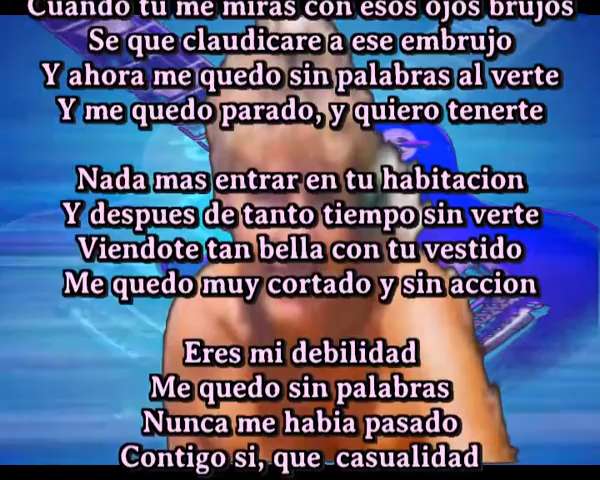 Cuando tu me miras con esos ojos brujos
Se que claudicare a ese embrujo
Y ahora me quedo sin palabras al verte
Y me quedo parado, y quiero tenerte
Nada mas entrar en tu habitacion
Y despues de tanto tiempo sin verte
Viendote tan bella con tu vestido
Me quedo muy cortado y sin accion
Eres mi debilidad
Me quedo sin palabras
Nunca me habia pasado
Contigo si, que casualidad